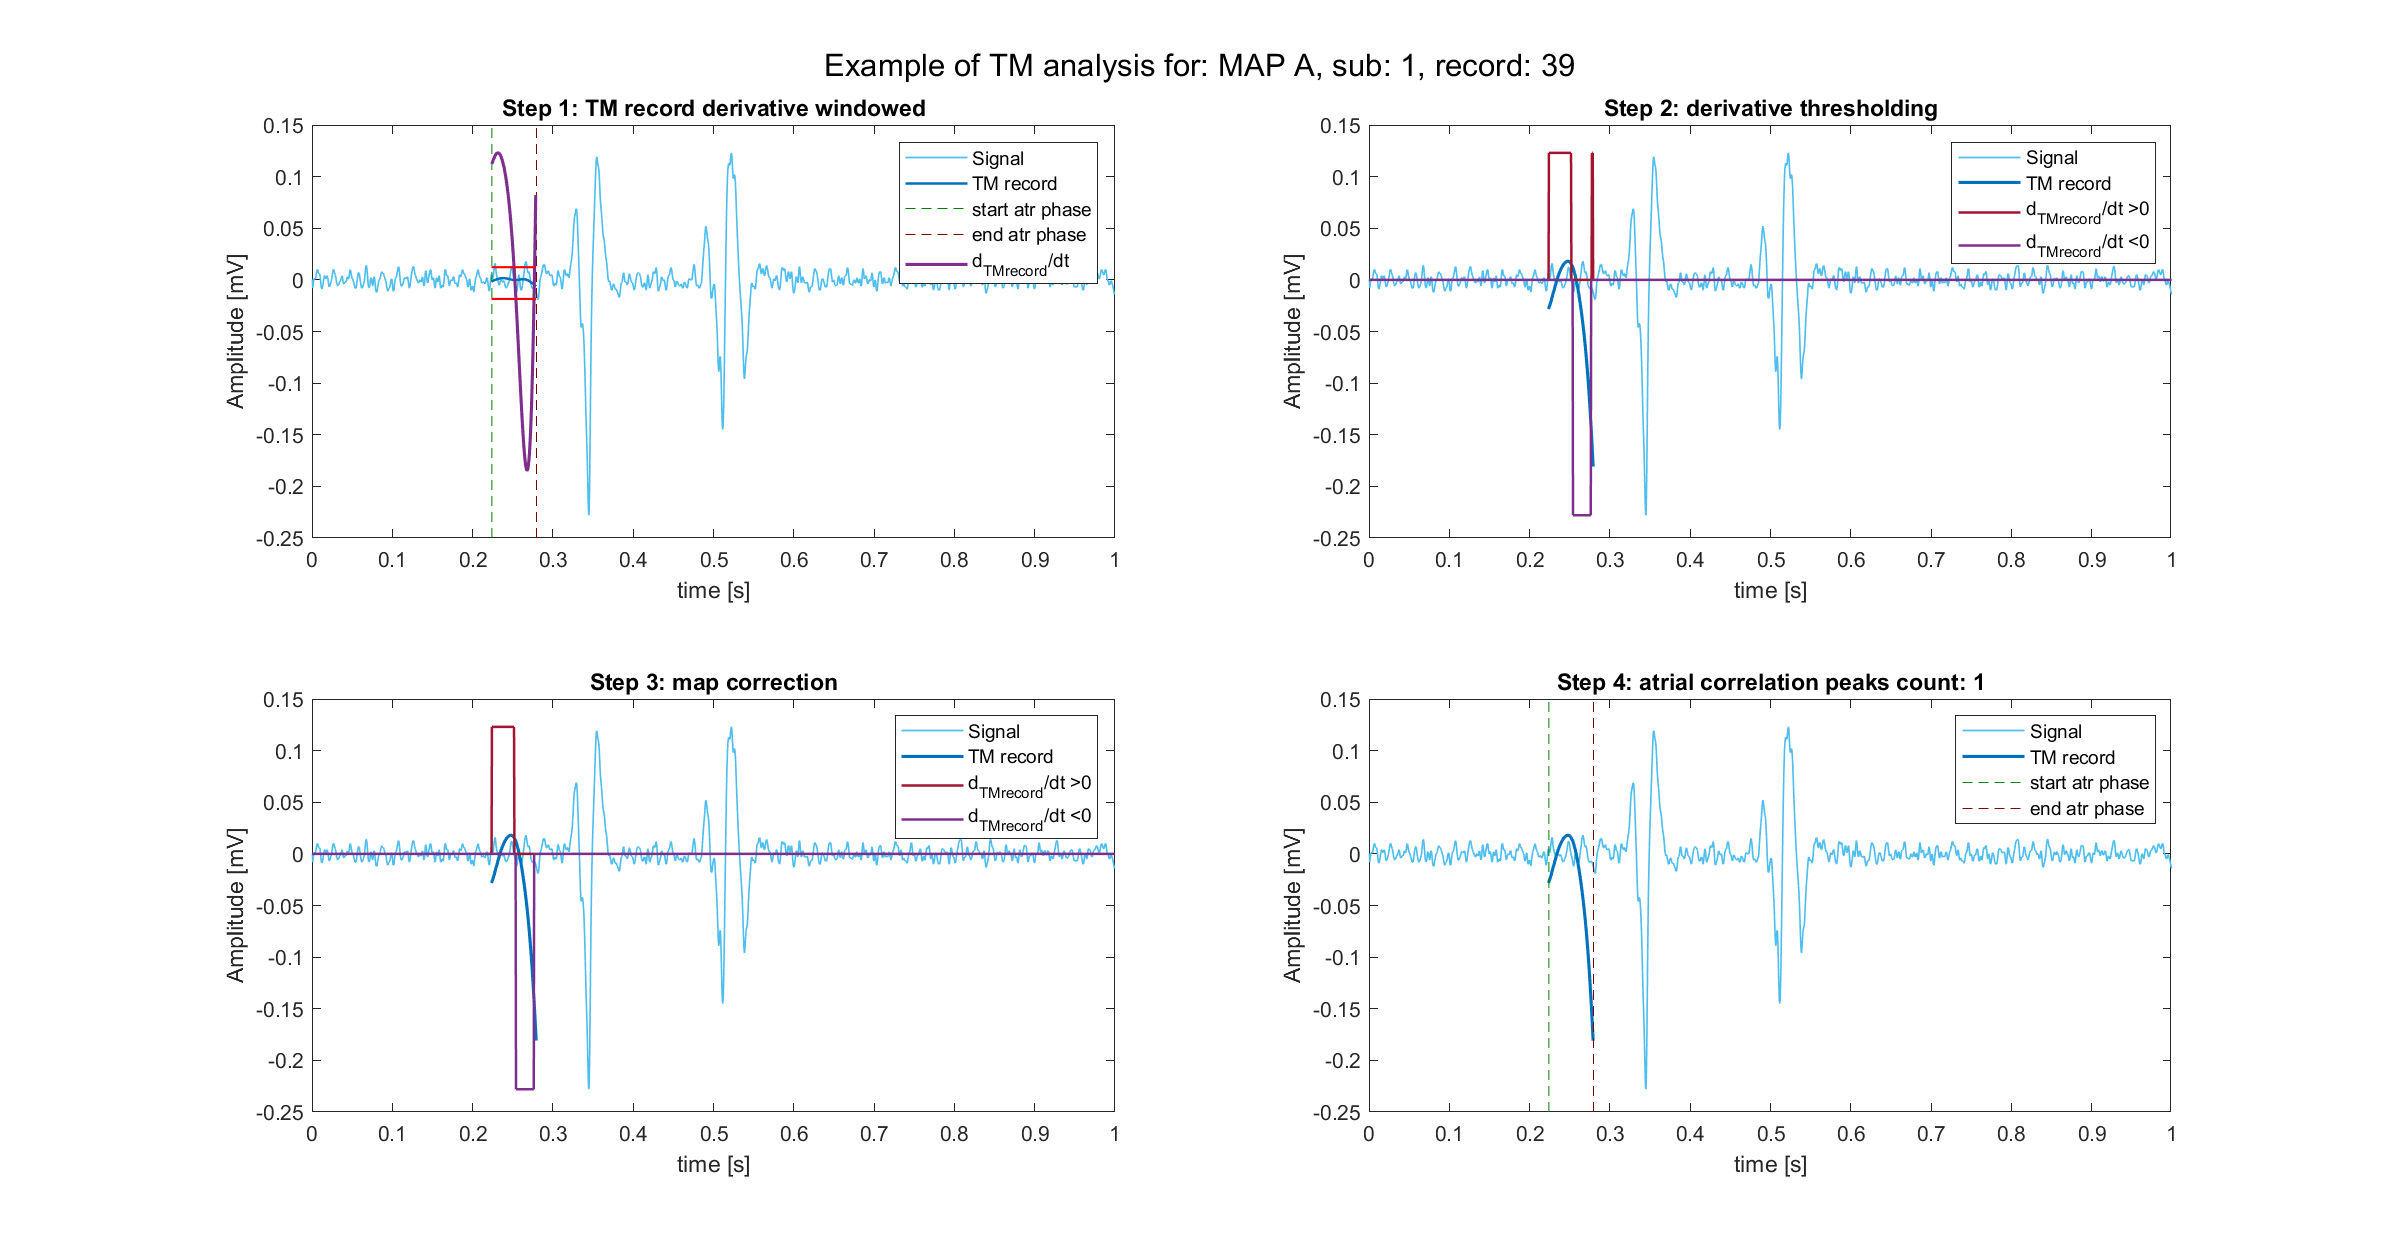 Example of TM analysis for: MAP A, sub: 1, record: 39
Step 1: TM record derivative windowed
0.15
0.1
0.05
0
-0.05
-0.1
-0.15
-0.2
-0.25
Amplitude [mV]
0 0.1 0.2 0.3 0.4 0.5 0.6 0.7 0.8 0.9 1
time [s]
Signal
TM record
start atr phase
end atr phase
dTMrecord/dt
Step 2: derivative thresholding
0.15
0.1
0.05
0
-0.05
-0.1
-0.15
-0.2
-0.25
Amplitude [mV]
0 0.1 0.2 0.3 0.4 0.5 0.6 0.7 0.8 0.9 1
time [s]
Signal
TM record
dTMrecord/dt >0
dTMrecord/dt <0
Step 3: map correction
0.15
0.1
0.05
0
-0.05
-0.1
-0.15
-0.2
-0.25
Amplitude [mV]
0 0.1 0.2 0.3 0.4 0.5 0.6 0.7 0.8 0.9 1
time [s]
Signal
TM record
dTMrecord/dt >0
dTMrecord/dt <0
Step 4: atrial correlation peaks count: 1
0.15
0.1
0.05
0
-0.05
-0.1
-0.15
-0.2
-0.25
Amplitude [mV]
0 0.1 0.2 0.3 0.4 0.5 0.6 0.7 0.8 0.9 1
time [s]
Signal
TM record
start atr phase
end atr phase